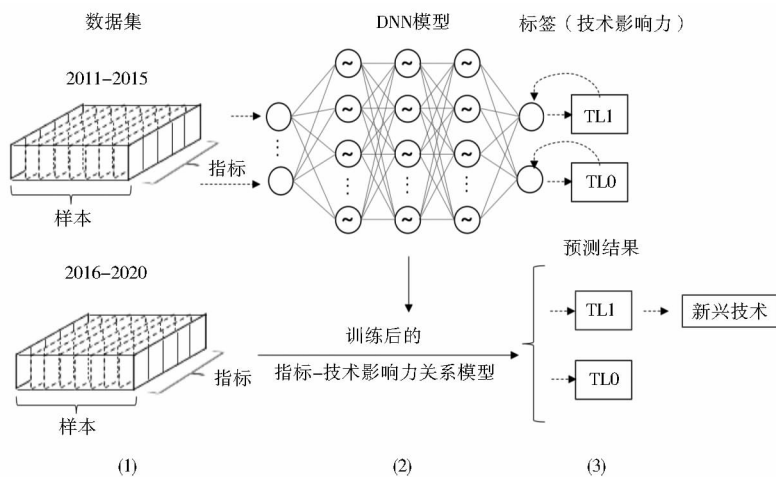 数据集
DNN模型
标签（技术影响力）
2011-2015
指标
样本
TL1
TL0
2016-2020
指标
样本
训练后的
指标-技术影响力关系模型
预测结果
TL1
新兴技术
TL0
(1)
(2)
(3)